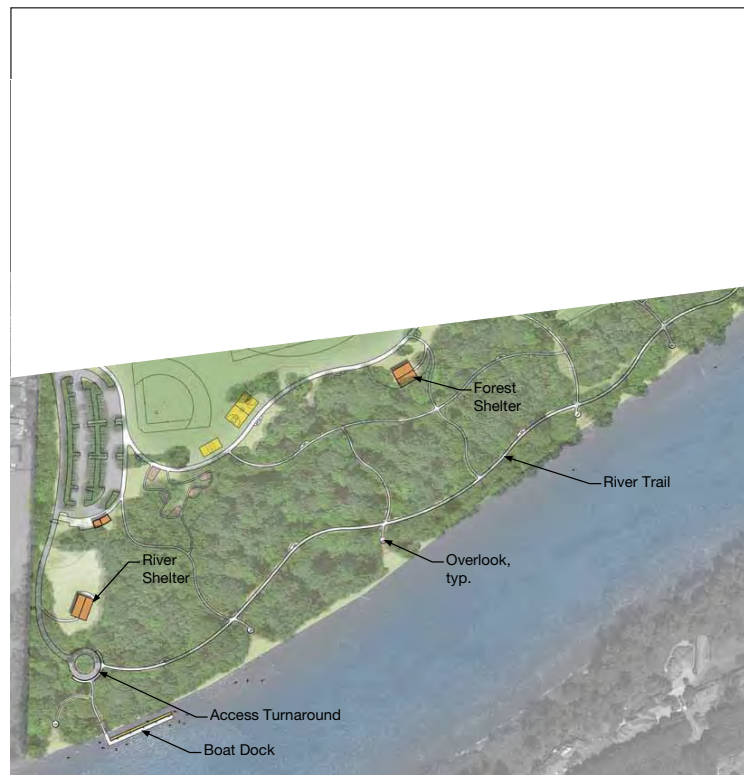 Forest
Shelter
River Trail
River
Shelter
Overlook,
typ.
Access Turnaround
Boat Dock